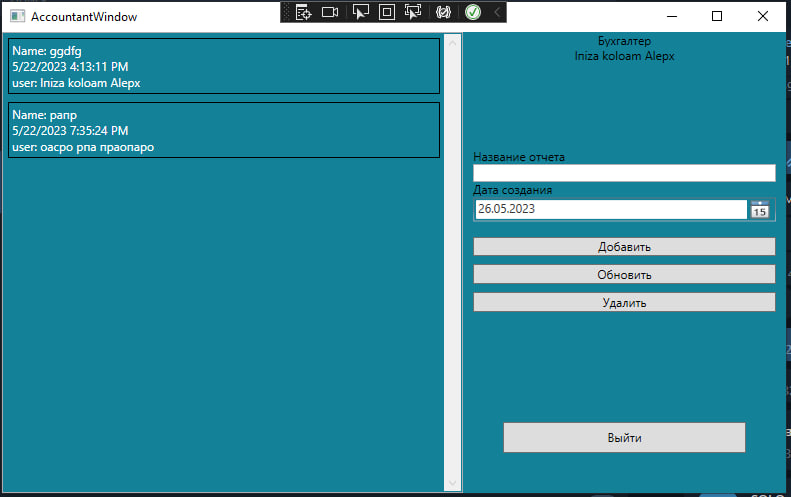 AccountantWindow
Name: ggdfg
5/22/2023 4:13:11 PM
user: Iniza koloam Alepx
Name: рапр
5/22/2023 7:35:24 PM
user: оасро рпа праопаро
Бухгалтер
Iniza koloam Alepx
Название отчета
Дата создания
26.05.2023
15
Добавить
Обновить
Удалить
Выйти